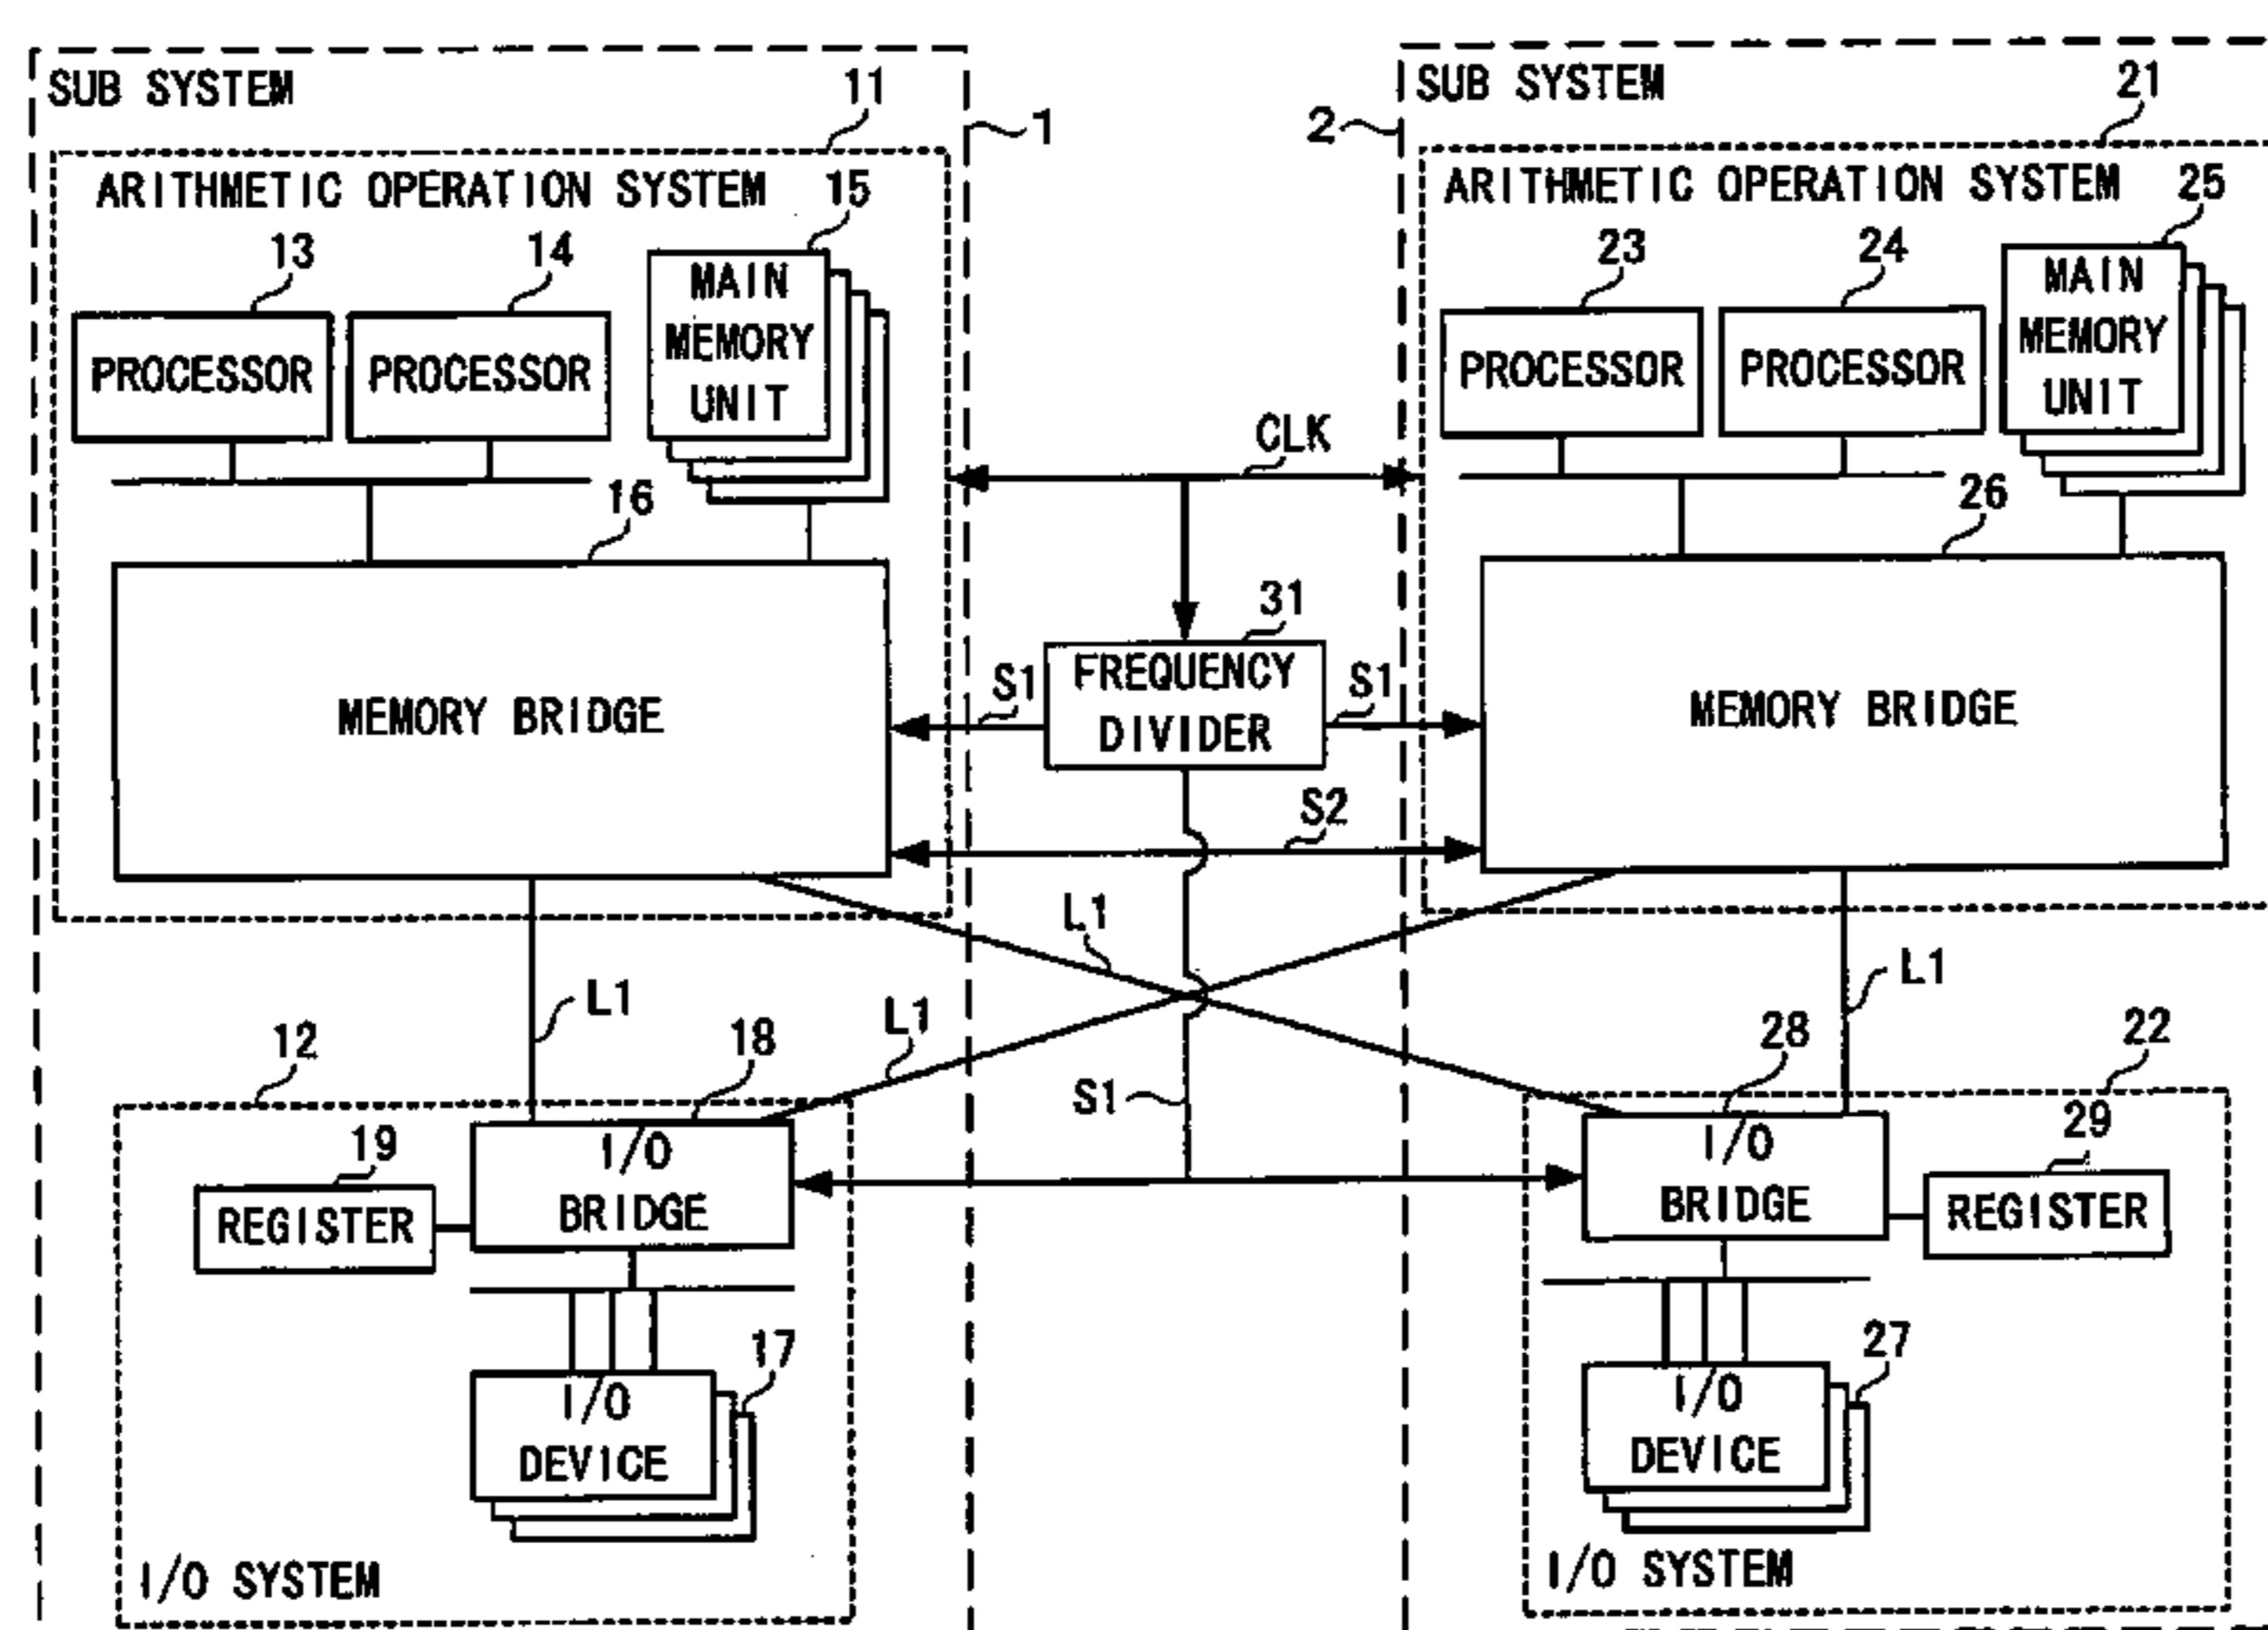 SUB SYSTEM
11
1
ARITHMETIC OPERATION SYSTEM
15
13
14
PROCESSOR
PROCESSOR
MAIN
MEMORY
UNIT
16
MEMORY BRIDGE
L1
12
18
L1
19
I/O
BRIDGE
REGISTER
17
I/O
DEVICE
I/O SYSTEM
CLK
31
FREQUENCY
DIVIDER
S1
S1
S2
L1
S1
SUB SYSTEM
2
21
ARITHMETIC OPERATION SYSTEM
25
23
24
PROCESSOR
PROCESSOR
MAIN
MEMORY
UNIT
26
MEMORY BRIDGE
L1
28
22
29
I/O
BRIDGE
REGISTER
27
I/O
DEVICE
I/O SYSTEM